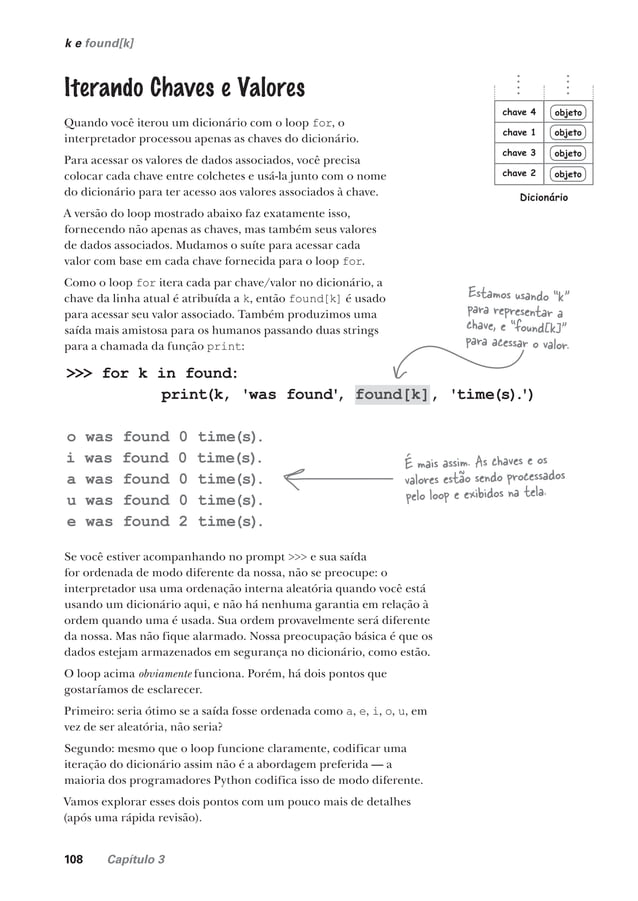 k e found[k]
Iterando Chaves e Valores
Quando você iterou um dicionário com o loop for, o
interpretador processou apenas as chaves do dicionário.
Para acessar os valores de dados associados, você precisa
colocar cada chave entre colchetes e usá-la junto com o nome
do dicionário para ter acesso aos valores associados à chave.
A versão do loop mostrado abaixo faz exatamente isso,
fornecendo não apenas as chaves, mas também seus valores
de dados associados. Mudamos o suíte para acessar cada
valor com base em cada chave fornecida para o loop for.
Como o loop for itera cada par chave/valor no dicionário, a
chave da linha atual é atribuída a k, então found[k] é usado
para acessar seu valor associado. Também produzimos uma
saída mais amistosa para os humanos passando duas strings
para a chamada da função print:
chave 4 objeto
chave 1 objeto
chave 3 objeto
chave 2 objeto
Dicionário
Estamos usando "k"
para representar a
chave, e "found[k]"
para acessar o valor.
>>> for k in found:
print(k, 'was found', found[k], 'time(s).')
o was found 0 time(s).
i was found 0 time(s).
a was found 0 time(s).
u was found 0 time(s).
e was found 2 time(s).
É mais assim. As chaves e os
valores estão sendo processados
pelo loop e exibidos na tela.
Se você estiver acompanhando no prompt >>> e sua saída
for ordenada de modo diferente da nossa, não se preocupe: o
interpretador usa uma ordenação interna aleatória quando você está
usando um dicionário aqui, e não há nenhuma garantia em relação à
ordem quando uma é usada. Sua ordem provavelmente será diferente
da nossa. Mas não fique alarmado. Nossa preocupação básica é que os
dados estejam armazenados em segurança no dicionário, como estão.
O loop acima obviamente funciona. Porém, há dois pontos que
gostaríamos de esclarecer.
Primeiro: seria ótimo se a saída fosse ordenada como a, e, i, o, u, em
vez de ser aleatória, não seria?
Segundo: mesmo que o loop funcione claramente, codificar uma
iteração do dicionário assim não é a abordagem preferida — a
maioria dos programadores Python codifica isso de modo diferente.
Vamos explorar esses dois pontos com um pouco mais de detalhes
(após uma rápida revisão).
108 Capítulo 3